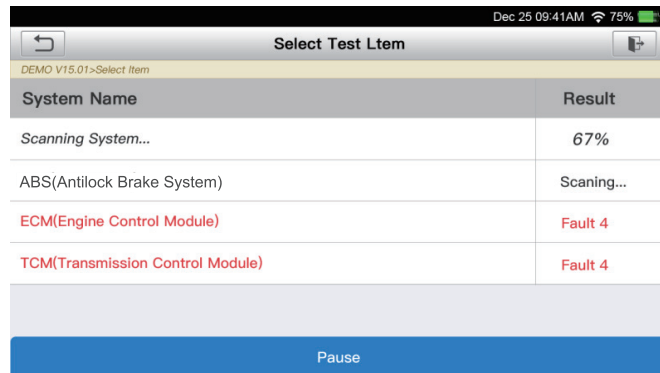 Dec 25 09:41AM 75%
Select Test Ltem
DEMO V15.01>Select Item
System Name Result
Scanning System... 67%
ABS(Antilock Brake System) Scaning...
ECM(Engine Control Module) Fault 4
TCM(Transmission Control Module) Fault 4
Pause